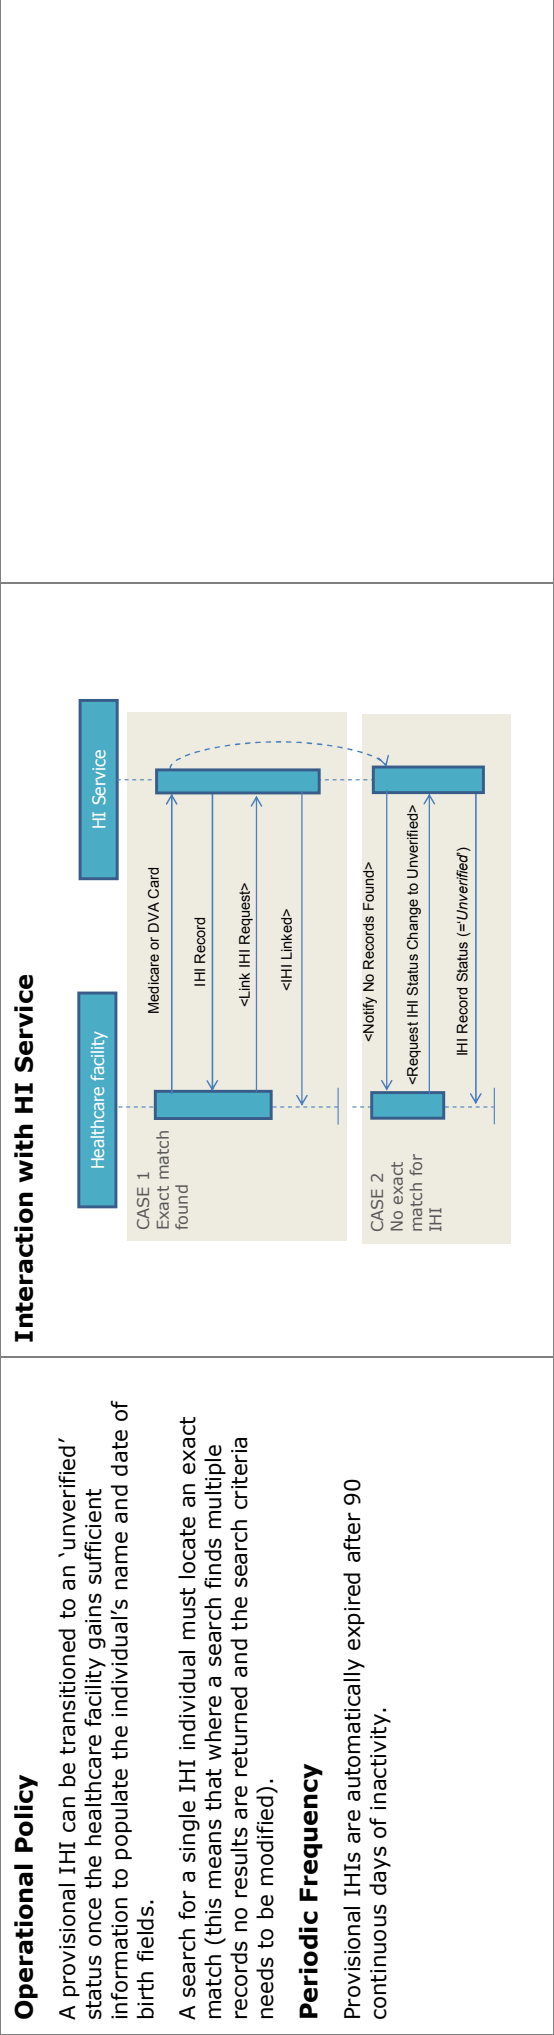 Operational Policy
A provisional IHI can be transitioned to an ‘unverified’
status once the healthcare facility gains sufficient
information to populate the individual’s name and date of
birth fields.
A search for a single IHI individual must locate an exact
match (this means that where a search finds multiple
records no results are returned and the search criteria
needs to be modified).
Periodic Frequency
Provisional IHIs are automatically expired after 90
continuous days of inactivity.
Interaction with HI Service
Healthcare facility
HI Service
CASE 1
Exact match
found
Medicare or DVA Card
IHI Record
<Link IHI Request>
<IHI Linked>
CASE 2
No exact
match for
IHI
<Notify No Records Found>
<Request IHI Status Change to Unverified>
IHI Record Status (=‘Unverified’)